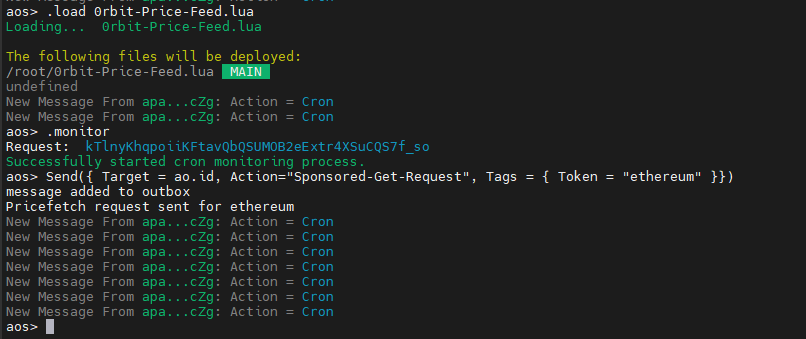 aos> .load 0rbit-Price-Feed.lua
Loading...  0rbit-Price-Feed.lua
The following files will be deployed:
/root/0rbit-Price-Feed.lua  MAIN
undefined
New Message From apa...cZg: Action = Cron
New Message From apa...cZg: Action = Cron
aos> .monitor
Request:  kTlnyKhqpoiiKFtavQbQSUMOB2eExtr4XSuCQS7f_so
Successfully started cron monitoring process.
aos> Send({ Target = ao.id, Action="Sponsored-Get-Request", Tags = { Token = "ethereum" }})
message added to outbox
Pricefetch request sent for ethereum
New Message From apa...cZg: Action = Cron
New Message From apa...cZg: Action = Cron
New Message From apa...cZg: Action = Cron
New Message From apa...cZg: Action = Cron
New Message From apa...cZg: Action = Cron
New Message From apa...cZg: Action = Cron
New Message From apa...cZg: Action = Cron
aos>